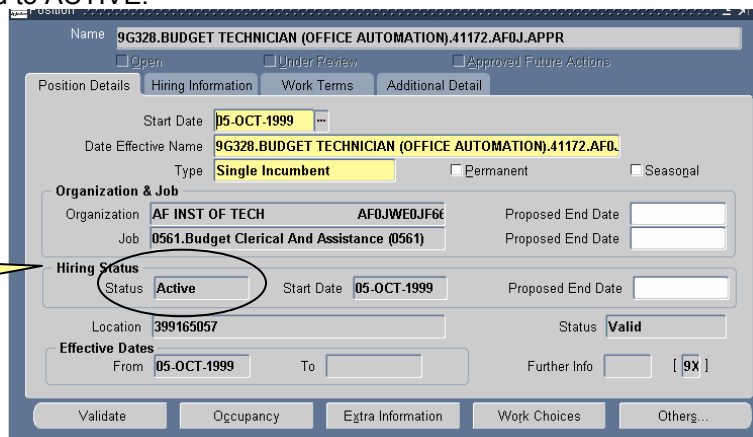 to ACTIVE.
Position
Name 9G328.BUDGET TECHNICIAN (OFFICE AUTOMATION).41172.AF0J.APPR
Open Under Review Approved Future Actions
Position Details Hiring Information Work Terms Additional Detail
Start Date 05-OCT-1999 ...
Date Effective Name 9G328.BUDGET TECHNICIAN (OFFICE AUTOMATION).41172.AF0
Type Single Incumbent Permanent Seasonal
Organization & Job
Organization AF INST OF TECH AF0JWE0JF66 Proposed End Date
Job 0561.Budget Clerical And Assistance (0561) Proposed End Date
Hiring Status
Status Active Start Date 05-OCT-1999 Proposed End Date
Location 399165057 Status Valid
Effective Dates
From 05-OCT-1999 To Further Info [ 9X ]
Validate Occupancy Extra Information Work Choices Others...